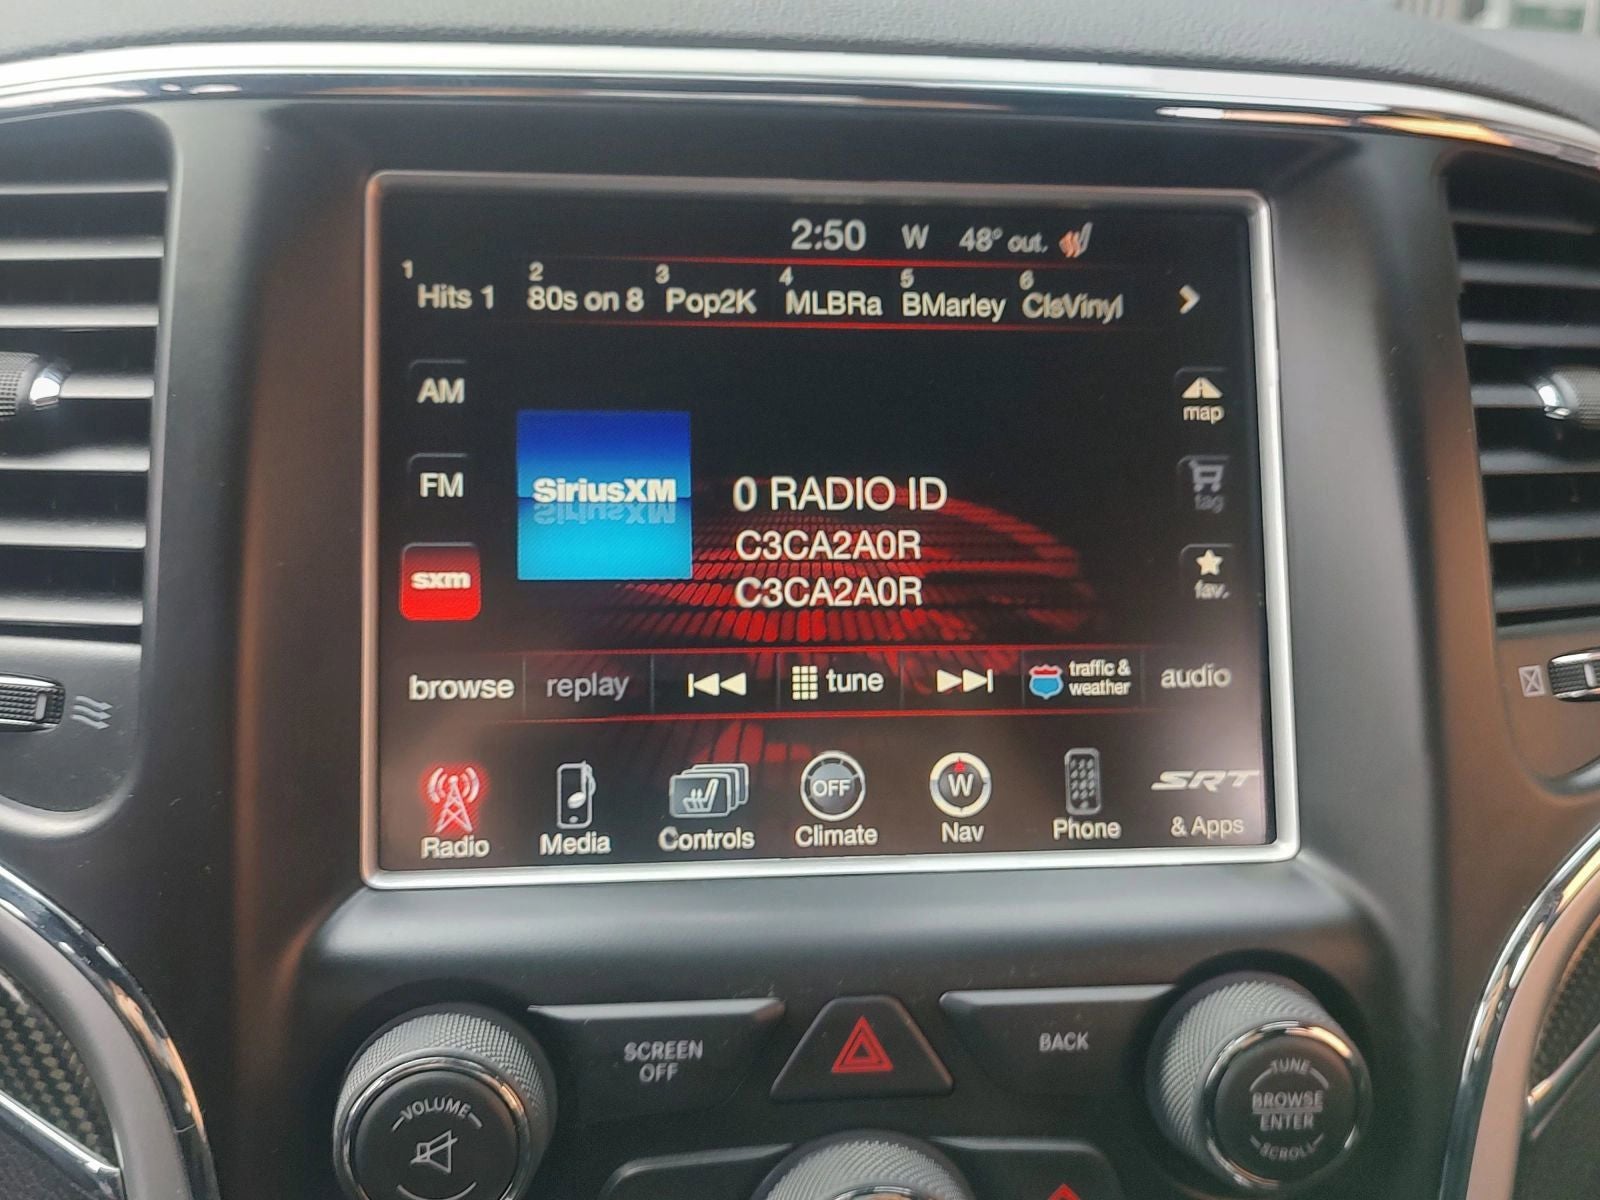 2:50 W 48° out.
1 Hits 1 2 80s on 8 3 Pop2K 4 MLBRa 5 BMarley 6 ClsVinyl
AM
map
FM
SiriusXM
0 RADIO ID
tag
C3CA2A0R
sxm
C3CA2A0R
fav.
browse replay tune traffic & weather audio
OFF W SRT
Radio Media Controls Climate Nav Phone & Apps
SCREEN OFF
BACK
VOLUME
TUNE
BROWSE
ENTER
SCROLL